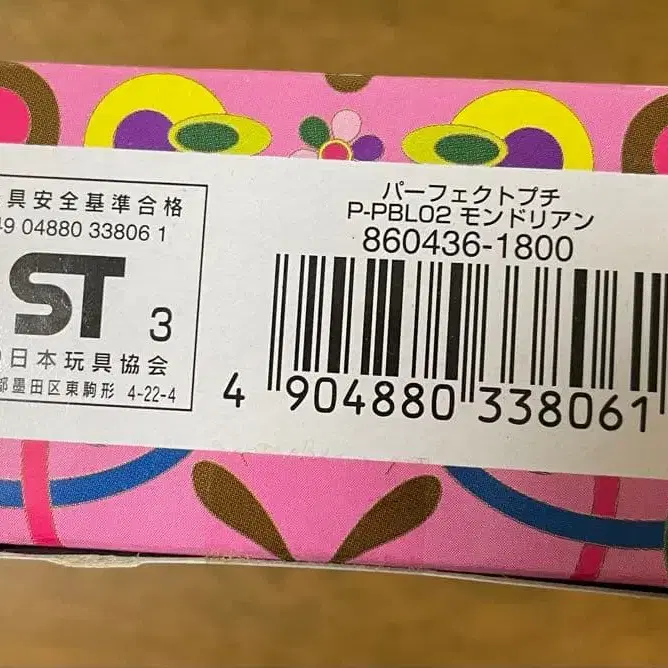 具安全基準合格
49 04880 33806 1
ST 3
日本玩具協会
都墨田区東駒形 4-22-4
パーフェクトプチ
P-PBL02 モンドリアン
860436-1800
4 904880 338061